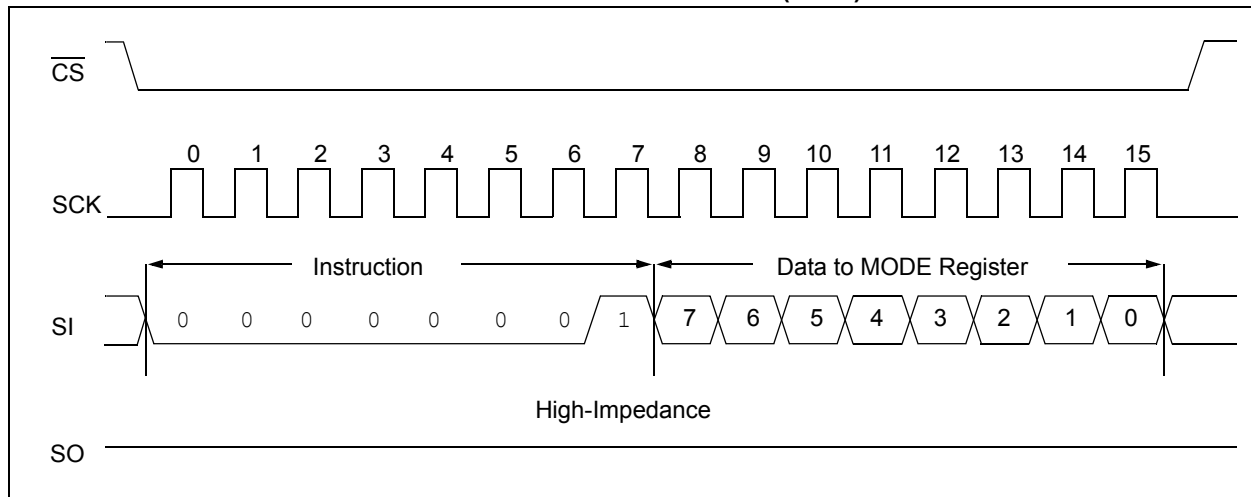 CS
0 1 2 3 4 5 6 7 8 9 10 11 12 13 14 15
SCK
Instruction Data to MODE Register
SI 0 0 0 0 0 0 0 1 7 6 5 4 3 2 1 0
High-Impedance
SO